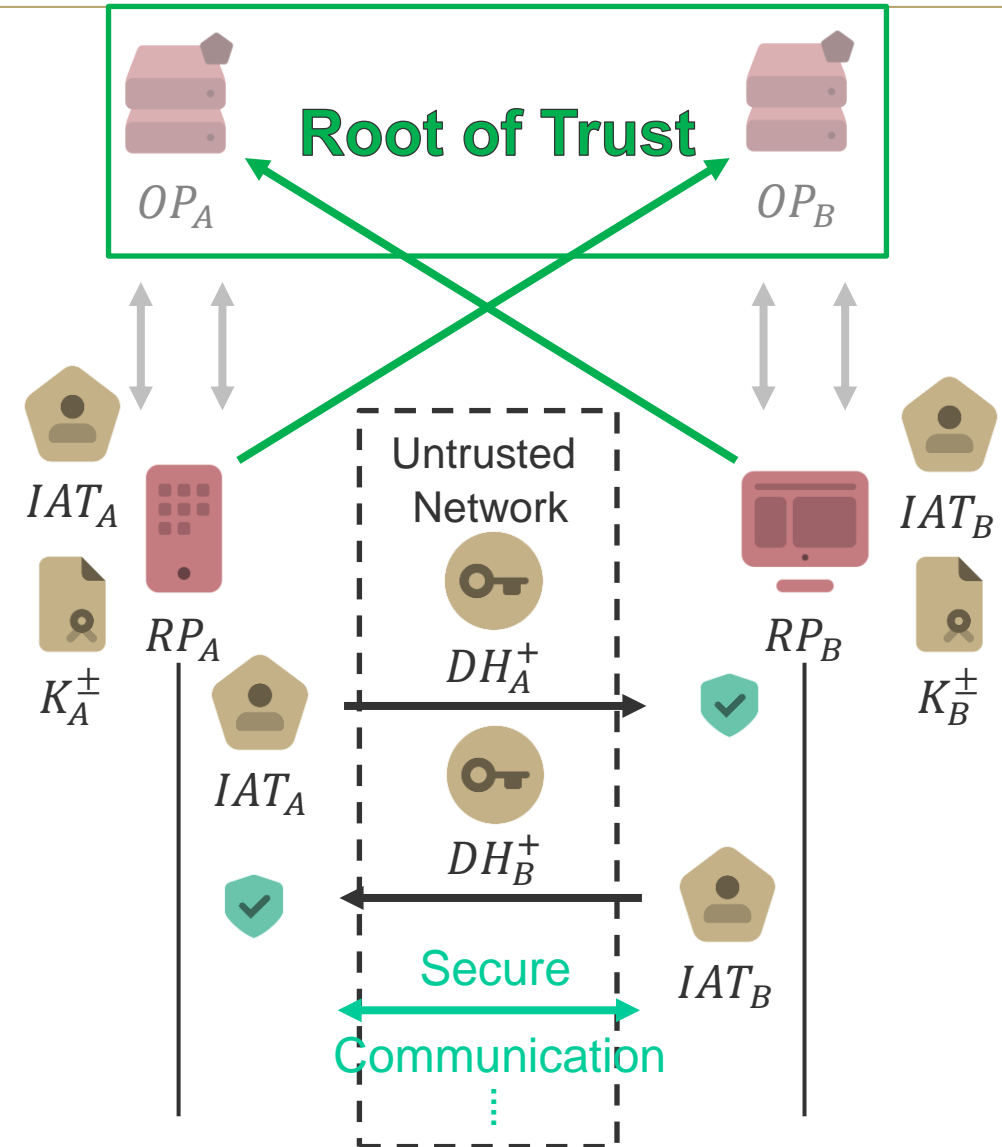 Root of Trust
OP_A
OP_B
Untrusted
Network
IAT_A
IAT_B
RP_A
RP_B
K_A^±
K_B^±
DH_A^+
IAT_A
DH_B^+
IAT_B
Secure
Communication